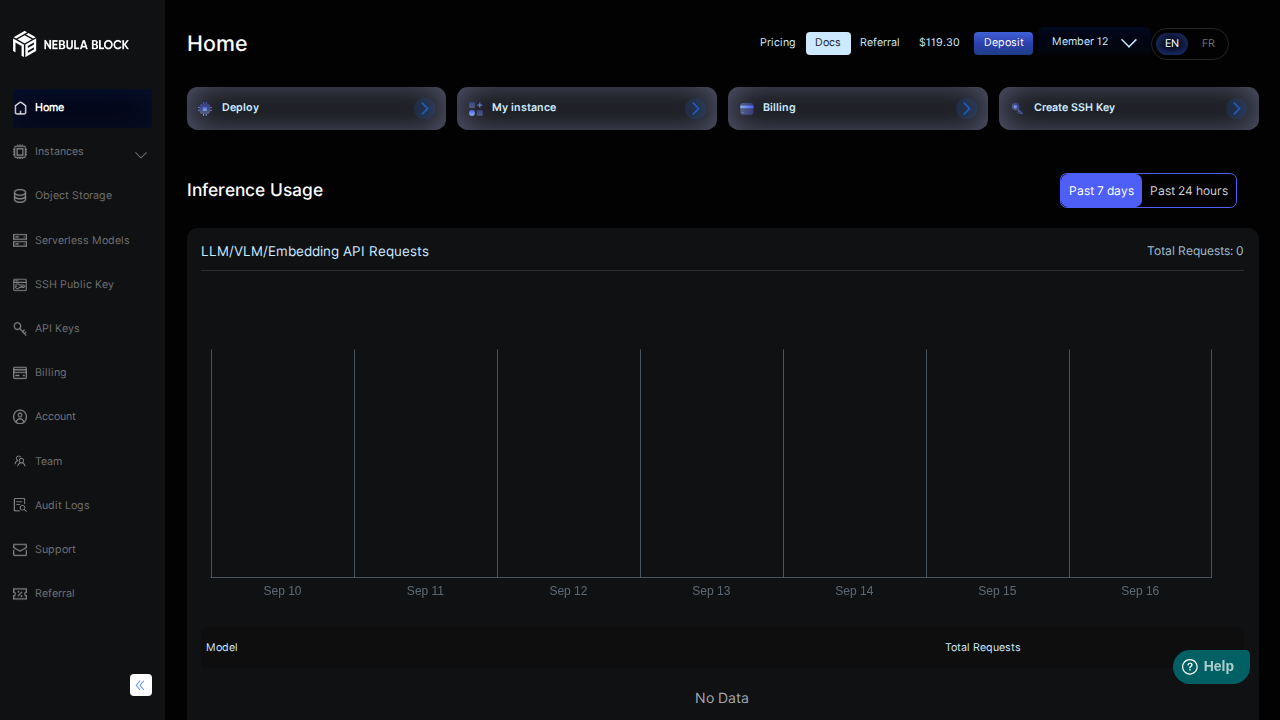 NEBULA BLOCK
Home
Instances
Object Storage
Serverless Models
SSH Public Key
API Keys
Billing
Account
Team
Audit Logs
Support
Referral
Home
Pricing
Docs
Referral
$119.30
Deposit
Member 12
EN
FR
Deploy
My instance
Billing
Create SSH Key
Inference Usage
Past 7 days
Past 24 hours
LLM/VLM/Embedding API Requests
Total Requests: 0
Sep 10
Sep 11
Sep 12
Sep 13
Sep 14
Sep 15
Sep 16
Model
Total Requests
No Data
Help